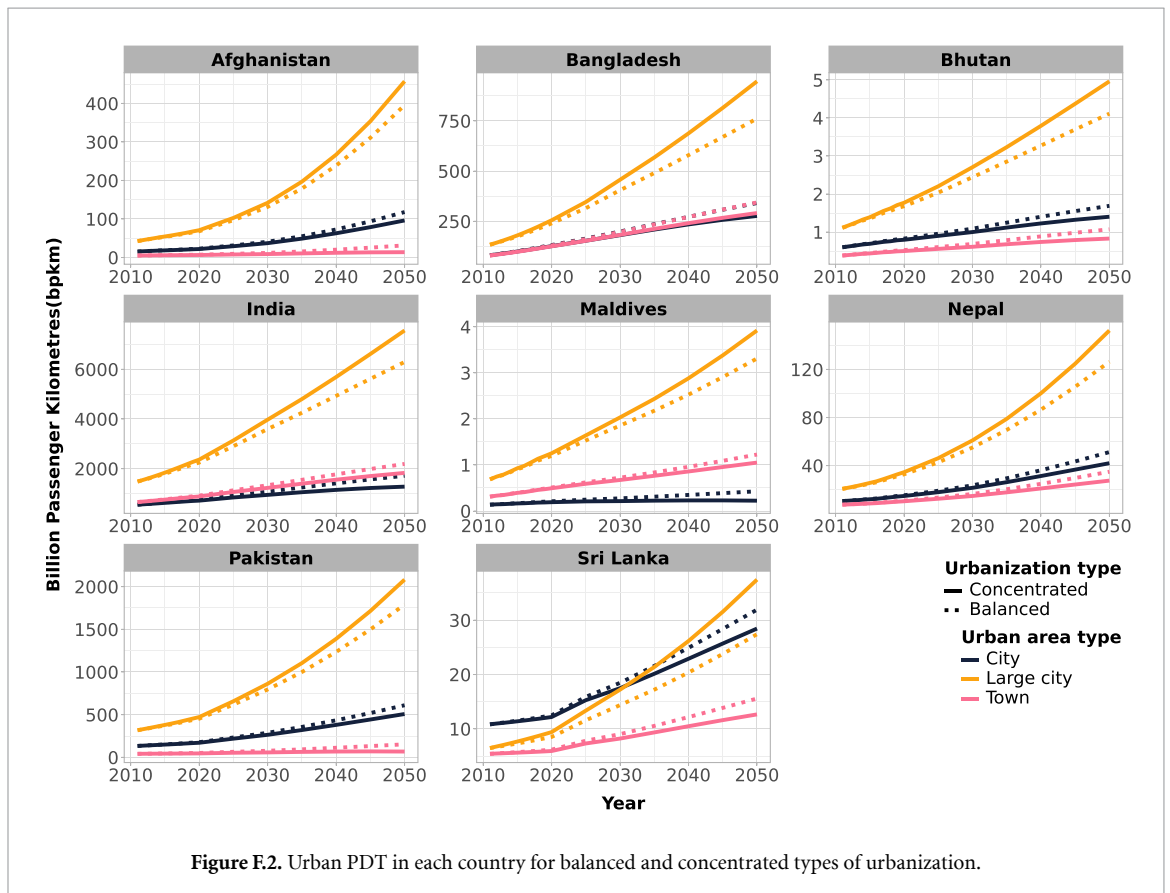 Billion Passenger Kilometres(bpkm)
Afghanistan
400
300
200
100
0
2010 2020 2030 2040 2050
Bangladesh
750
500
250
2010 2020 2030 2040 2050
Bhutan
5
4
3
2
1
2010 2020 2030 2040 2050
India
6000
4000
2000
2010 2020 2030 2040 2050
Maldives
4
3
2
1
0
2010 2020 2030 2040 2050
Nepal
120
80
40
2010 2020 2030 2040 2050
Pakistan
2000
1500
1000
500
0
2010 2020 2030 2040 2050
Sri Lanka
30
20
10
2010 2020 2030 2040 2050
Urbanization type
Concentrated
Balanced
Urban area type
City
Large city
Town
Year
Figure F.2. Urban PDT in each country for balanced and concentrated types of urbanization.